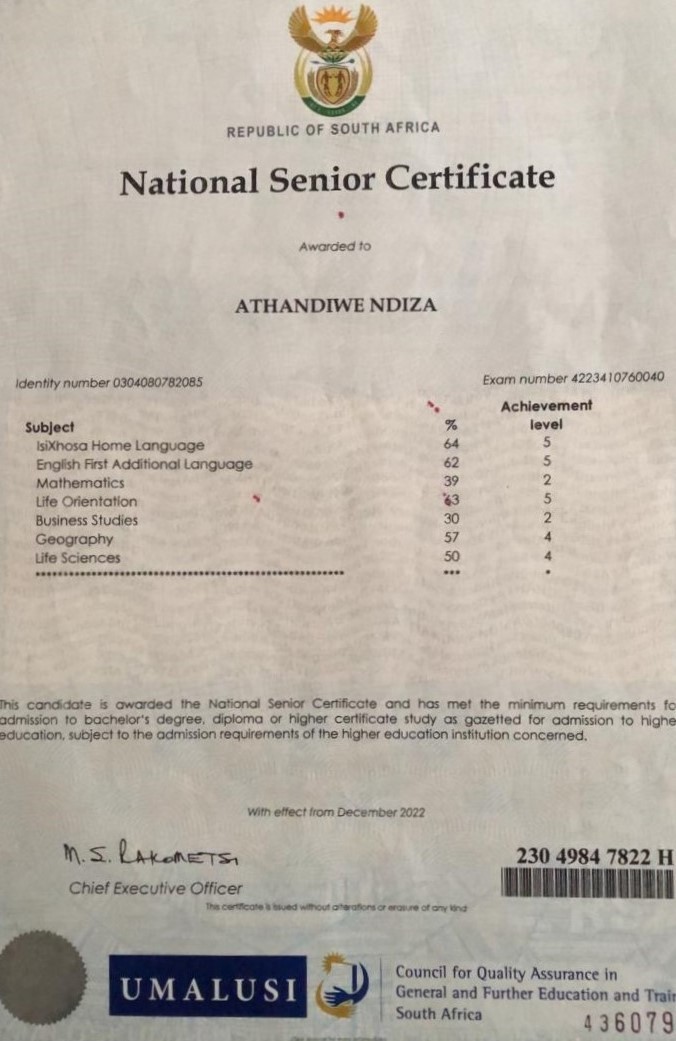 REPUBLIC OF SOUTH AFRICA
National Senior Certificate
Awarded to
ATHANDIWE NDIZA
Identity number 0304080782085 Exam number 4223410760040
Achievement
Subject % level
IsiXhosa Home Language 64 5
English First Additional Language 62 5
Mathematics 39 2
Life Orientation 63 5
Business Studies 30 2
Geography 57 4
Life Sciences 50 4
This candidate is awarded the National Senior Certificate and has met the minimum requirements fo
admission to bachelor's degree, diploma or higher certificate study as gazetted for admission to highe
education, subject to the admission requirements of the higher education institution concerned.
With effect from December 2022
M.S. RAKOMETSI
Chief Executive Officer
230 4984 7822 H
This certificate is issued without alterations or erasure of any kind
UMALUSI
Council for Quality Assurance in
General and Further Education and Trai
South Africa
436079